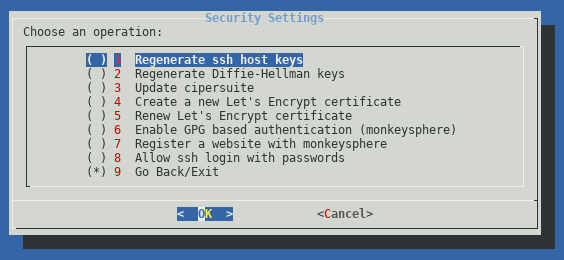 Security Settings
Choose an operation:
( ) 1 Regenerate ssh host keys
( ) 2 Regenerate Diffie-Hellman keys
( ) 3 Update cipersuite
( ) 4 Create a new Let's Encrypt certificate
( ) 5 Renew Let's Encrypt certificate
( ) 6 Enable GPG based authentication (monkeysphere)
( ) 7 Register a website with monkeysphere
( ) 8 Allow ssh login with passwords
(*) 9 Go Back/Exit
< OK > <Cancel>